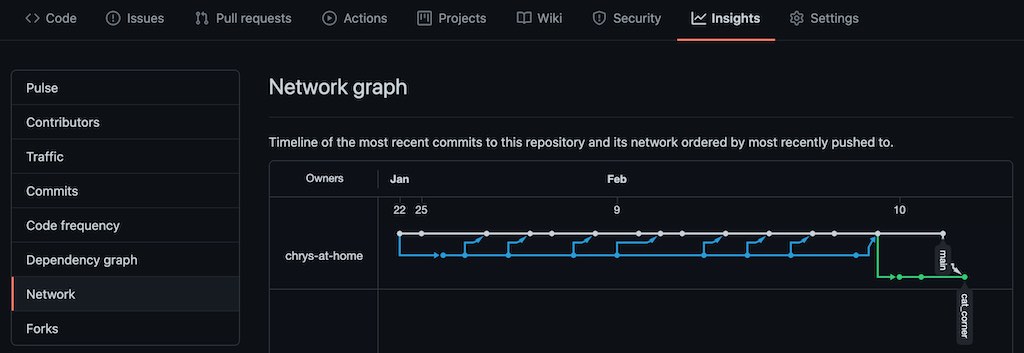 Code Issues Pull requests Actions Projects Wiki Security Insights Settings
Pulse
Contributors
Traffic
Commits
Code frequency
Dependency graph
Network
Forks
Network graph
Timeline of the most recent commits to this repository and its network ordered by most recently pushed to.
Owners Jan Feb
22 25 9 10
chrys-at-home
main
cat_corner